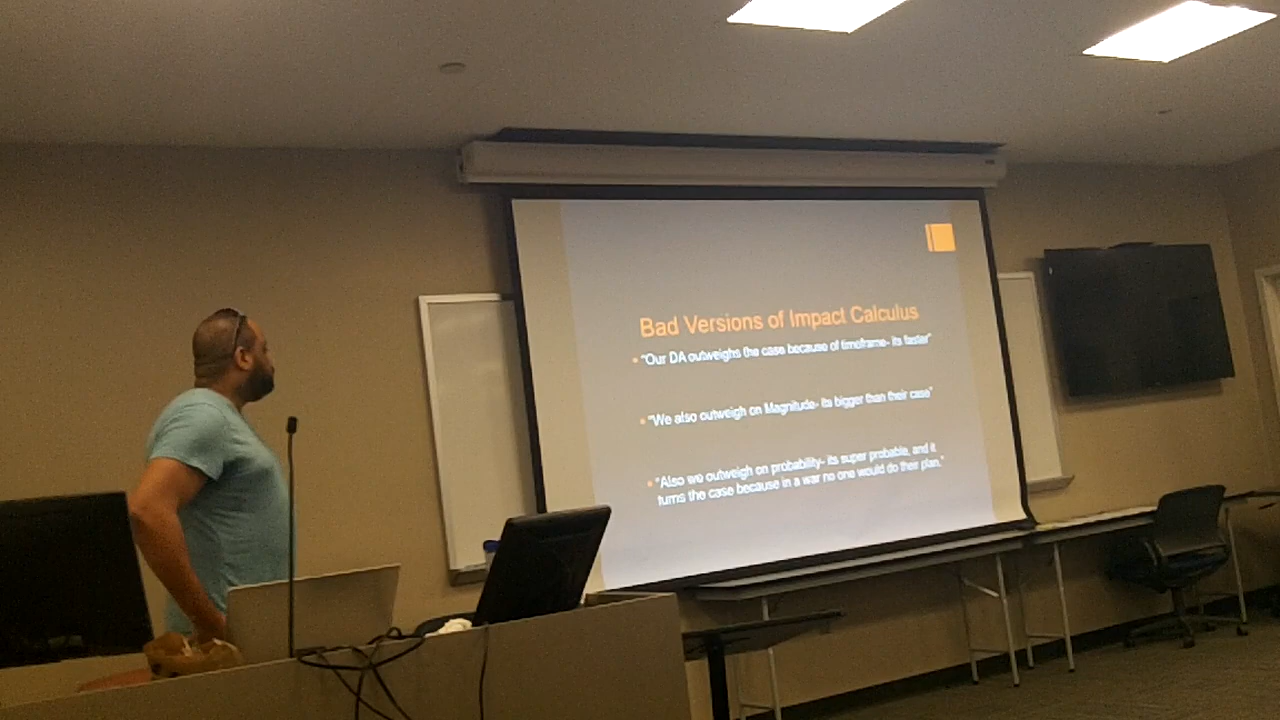 Bad Versions of Impact Calculus
"Our DA outweighs the case because of timeframe- its faster"
"We also outweigh on Magnitude- its bigger than their case"
"Also we outweigh on probability- its super probable, and it
turns the case because in a war no one would do their plan."